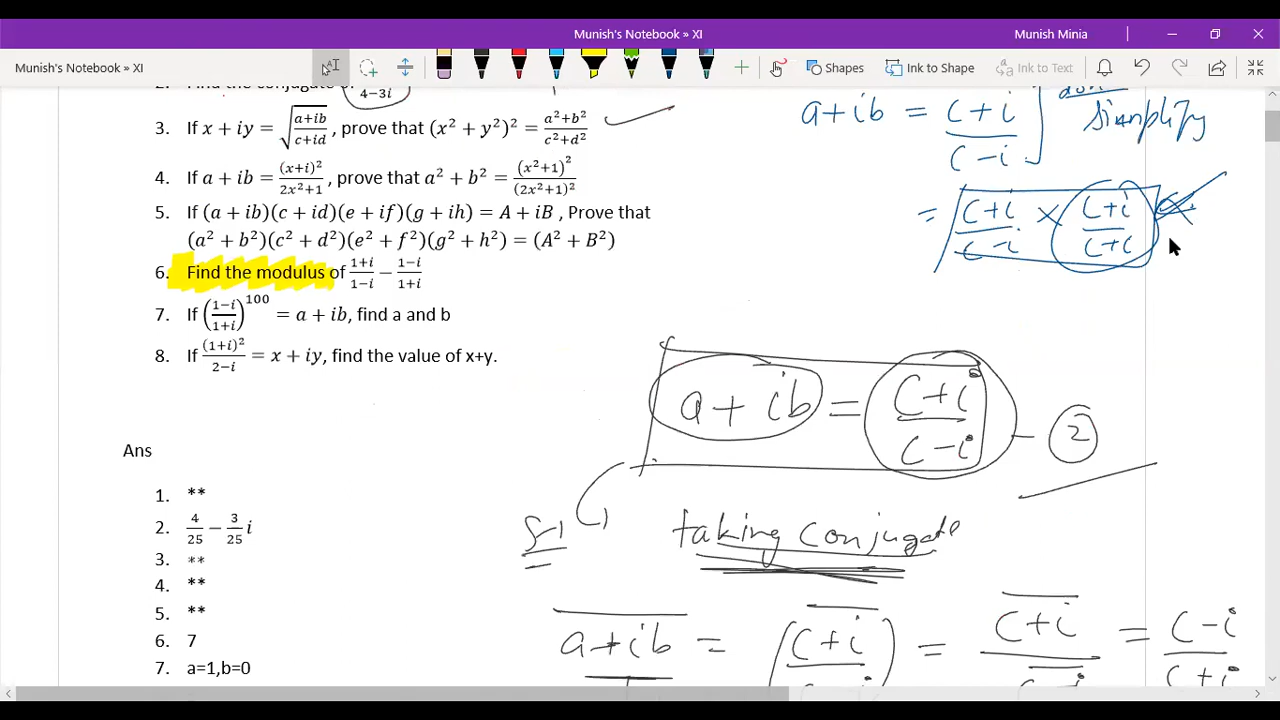 Munish's Notebook » XI
Munish Minia
Munish's Notebook » XI
Shapes
Ink to Shape
Ink to Math
4−3i
3. If x + iy = √((a+ib)/(c+id)), prove that (x² + y²)² = (a²+b²)/(c²+d²)
4. If a + ib = (x+i)²/(2x²+1), prove that a² + b² = (x²+1)²/(2x²+1)²
5. If (a + ib)(c + id)(e + if)(g + ih) = A + iB , Prove that
(a² + b²)(c² + d²)(e² + f²)(g² + h²) = (A² + B²)
6. Find the modulus of (1+i)/(1−i) − (1−i)/(1+i)
7. If ((1−i)/(1+i))^100 = a + ib, find a and b
8. If (1+i)²/(2−i) = x + iy, find the value of x+y.
a+ib = (c+i)/(c−i)
simplify
= (c+i)/(c−i) × (c+i)/(c+i)
a + ib = (c+i)/(c−i) – ②
taking conjugate
a+ib = (c+i = c+i = c−i
c+i
Ans
1. **
2. 4/25 − 3/25 i
3. **
4. **
5. **
6. 7
7. a=1,b=0